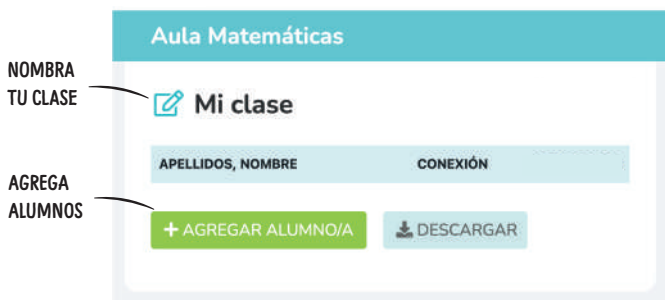 Aula Matemáticas
NOMBRA
TU CLASE
Mi clase
APELLIDOS, NOMBRE CONEXIÓN
AGREGA
ALUMNOS
+ AGREGAR ALUMNO/A DESCARGAR